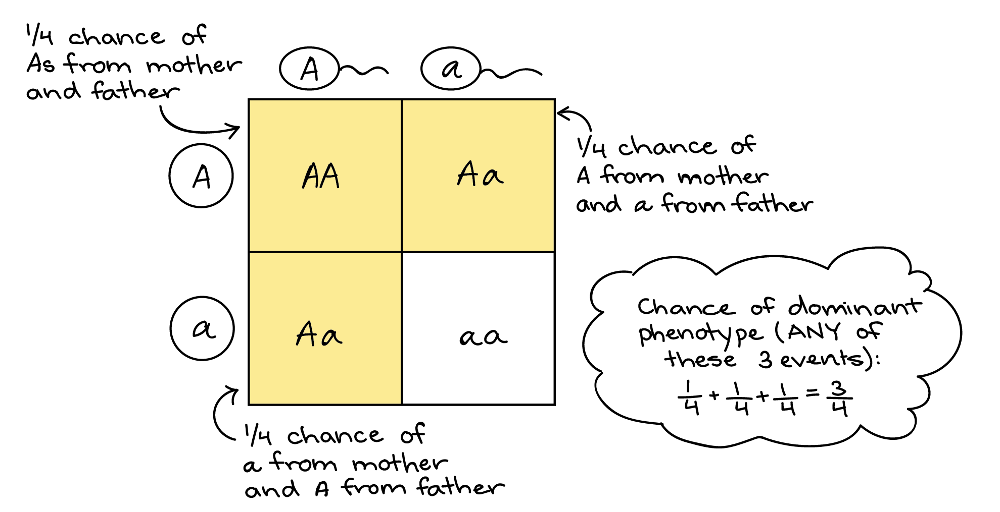 1/4 chance of
As from mother
and father
A
a
A
AA
Aa
1/4 chance of
A from mother
and a from father
a
Aa
aa
Chance of dominant
phenotype (ANY of
these 3 events):
1/4 + 1/4 + 1/4 = 3/4
1/4 chance of
a from mother
and A from father